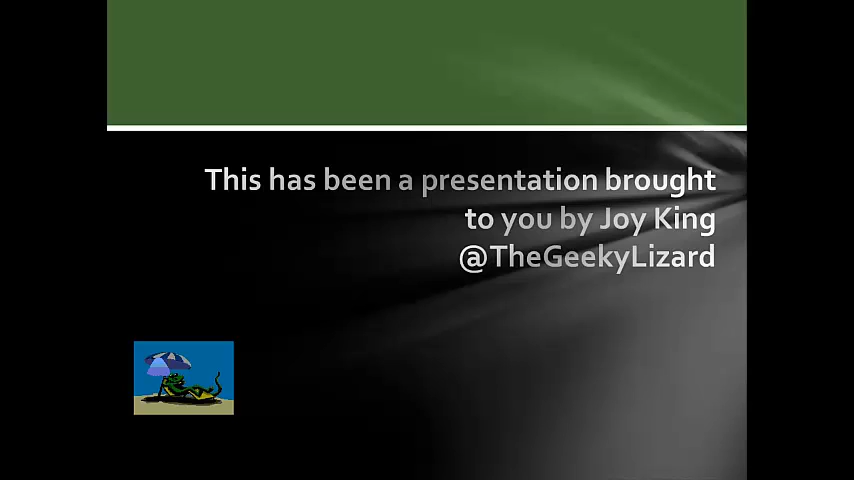 This has been a presentation brought
to you by Joy King
@TheGeekyLizard